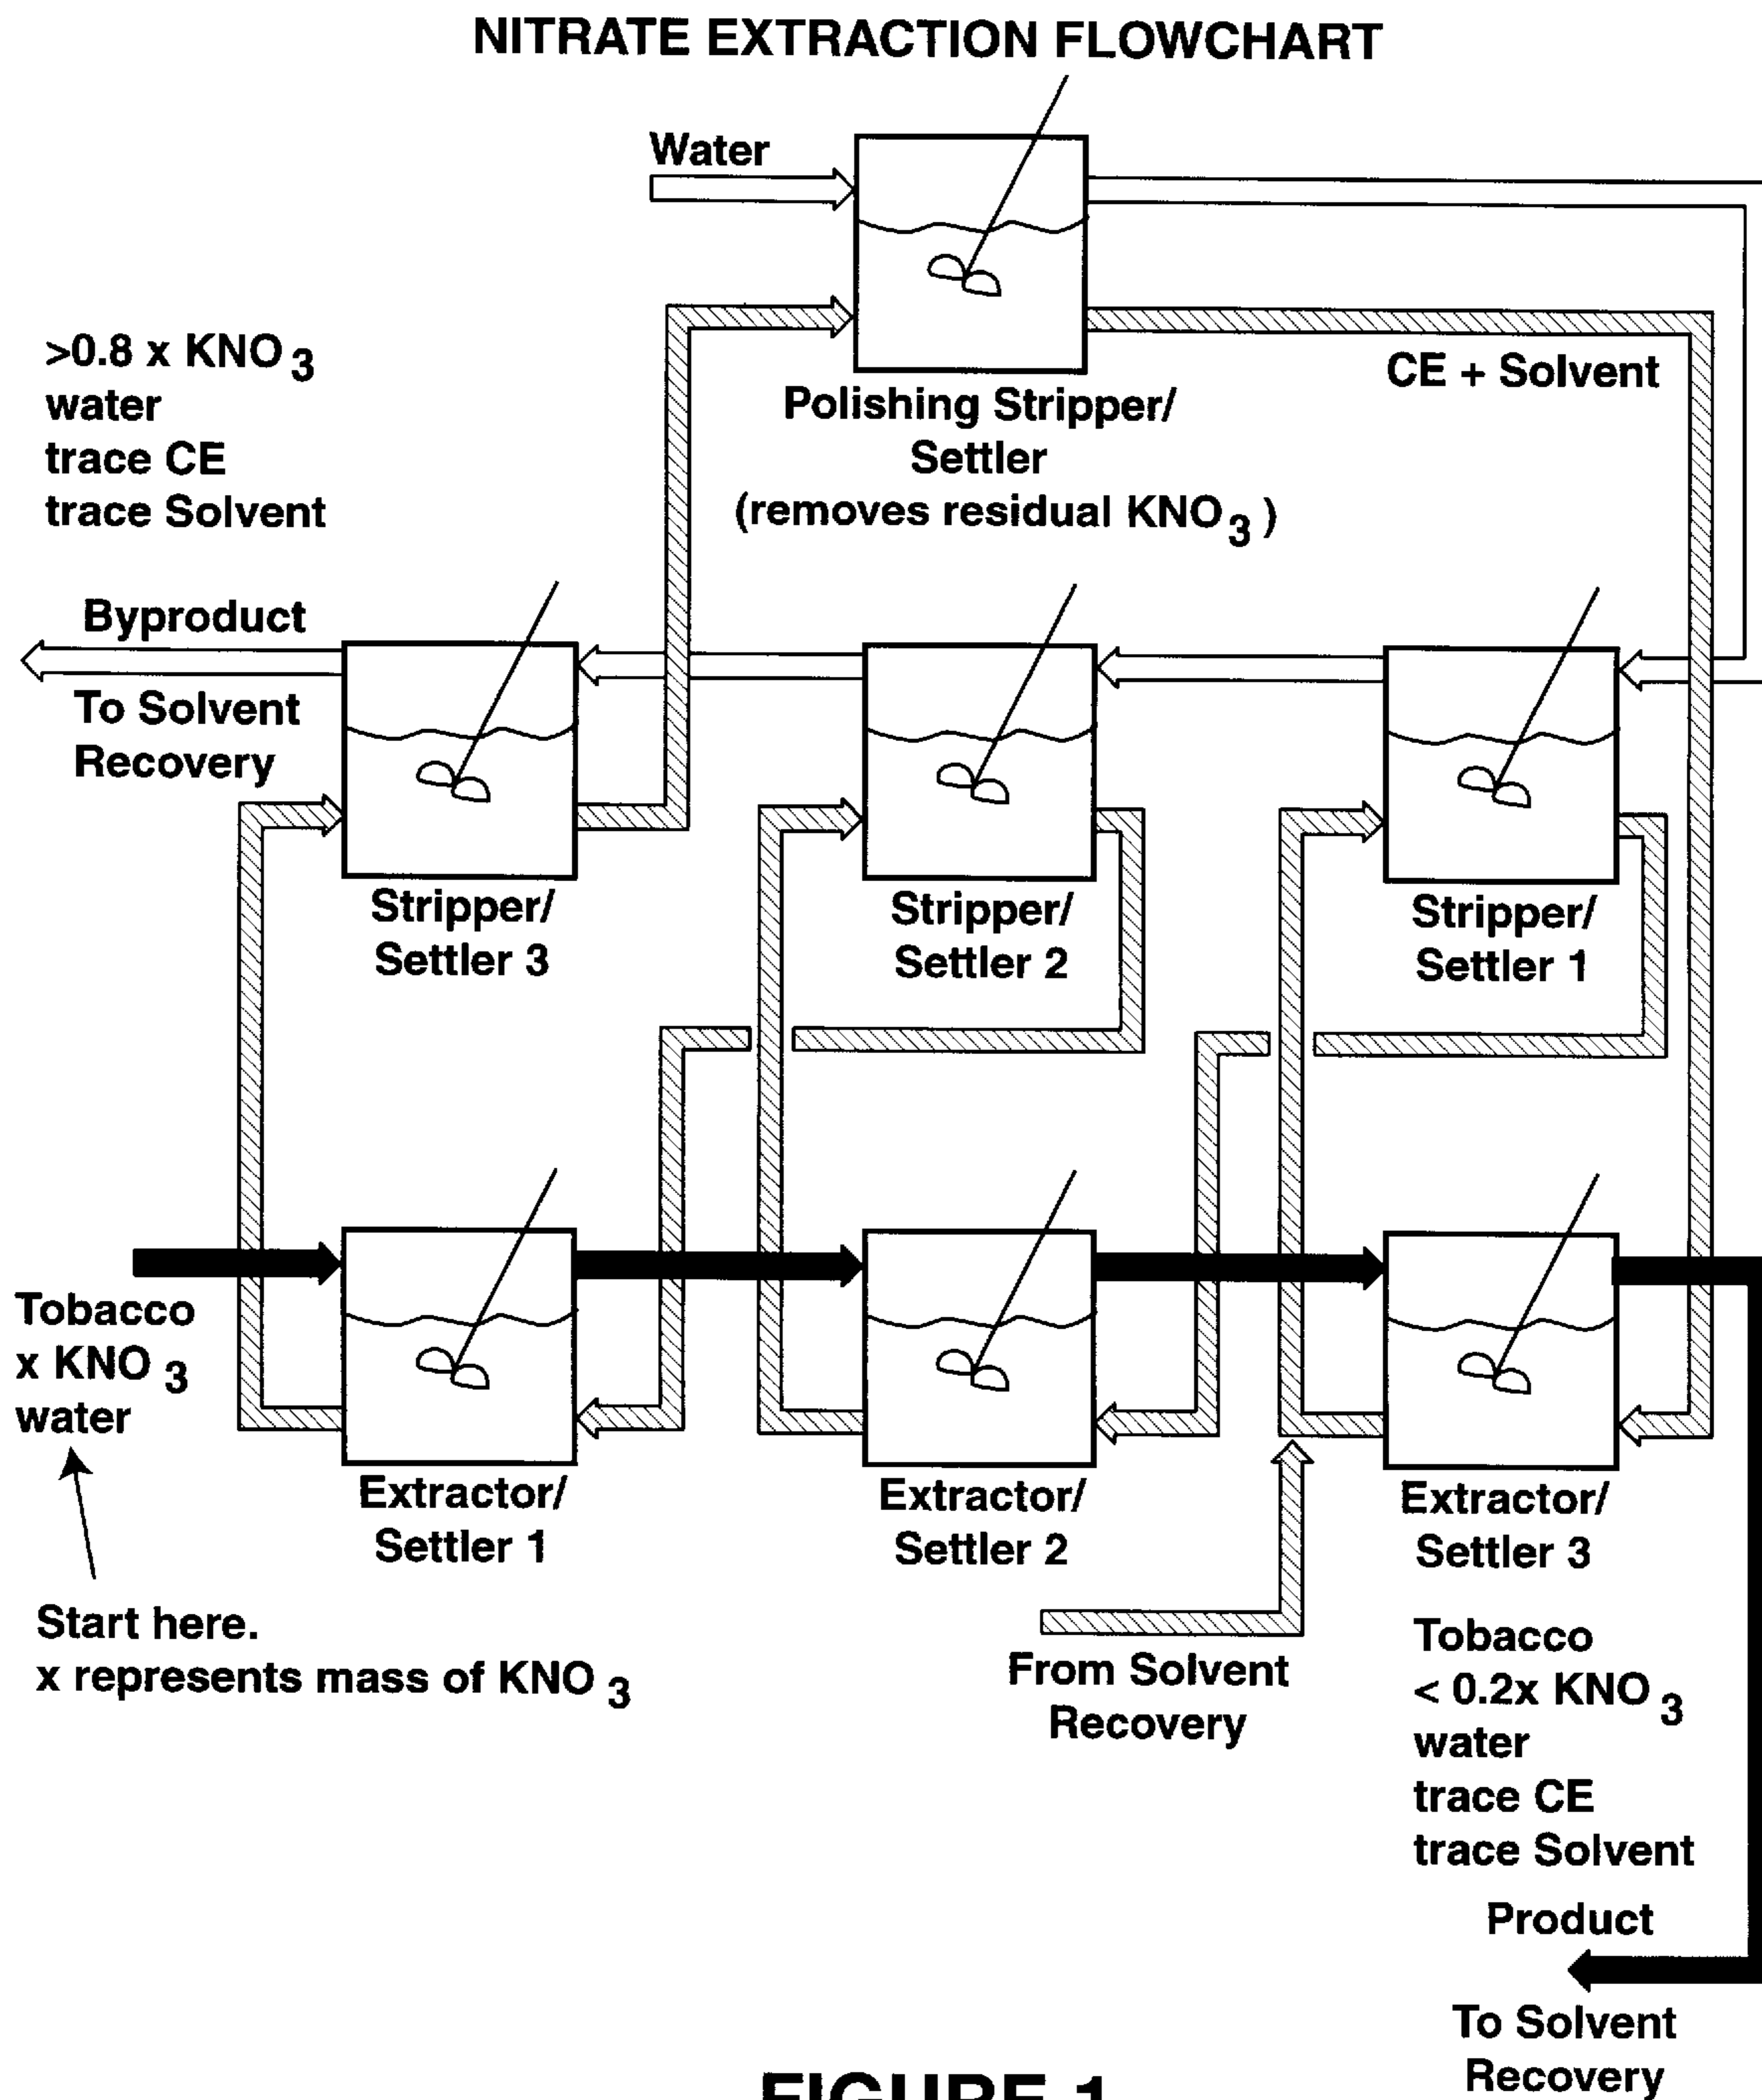 NITRATE EXTRACTION FLOWCHART
Water
>0.8 x KNO3
water
trace CE
trace Solvent
CE + Solvent
Polishing Stripper/
Settler
(removes residual KNO3)
Byproduct
To Solvent
Recovery
Stripper/
Settler 3
Stripper/
Settler 2
Stripper/
Settler 1
Tobacco
x KNO3
water
Extractor/
Settler 1
Extractor/
Settler 2
Extractor/
Settler 3
Start here.
x represents mass of KNO3
From Solvent
Recovery
Tobacco
< 0.2x KNO3
water
trace CE
trace Solvent
Product
To Solvent
Recovery
FIGURE 1